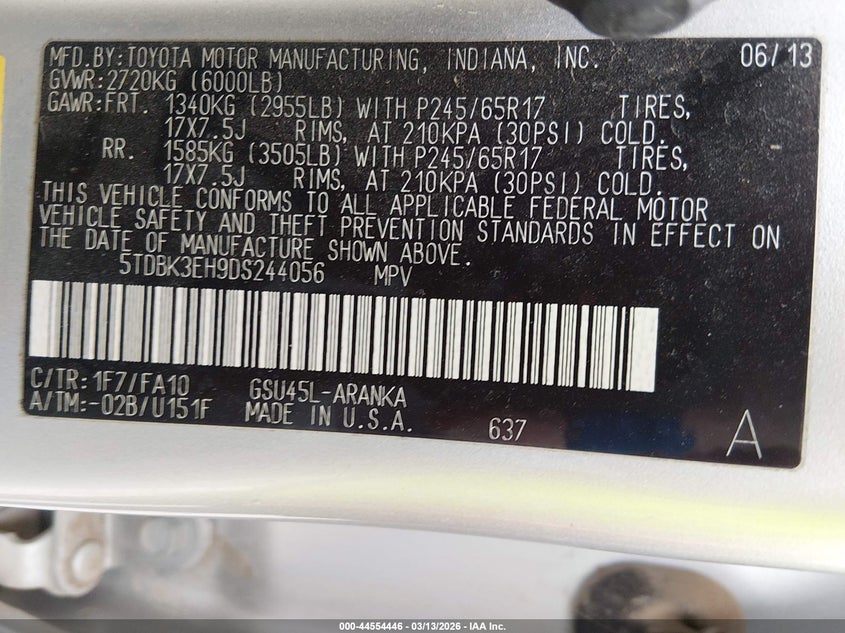 MFD.BY:TOYOTA MOTOR MANUFACTURING, INDIANA, INC. 06/13
GVWR:2720KG (6000LB)
GAWR:FRT. 1340KG (2955LB) WITH P245/65R17 TIRES,
17X7.5J RIMS, AT 210KPA (30PSI) COLD.
RR. 1585KG (3505LB) WITH P245/65R17 TIRES,
17X7.5J RIMS, AT 210KPA (30PSI) COLD.
THIS VEHICLE CONFORMS TO ALL APPLICABLE FEDERAL MOTOR
VEHICLE SAFETY AND THEFT PREVENTION STANDARDS IN EFFECT ON
THE DATE OF MANUFACTURE SHOWN ABOVE.
5TDBK3EH9DS244056 MPV
C/TR:1F7/FA10 GSU45L-ARANKA
A/TM:-02B/U151F MADE IN U.S.A. 637 A
000-44554446 - 03/13/2026 - IAA Inc.